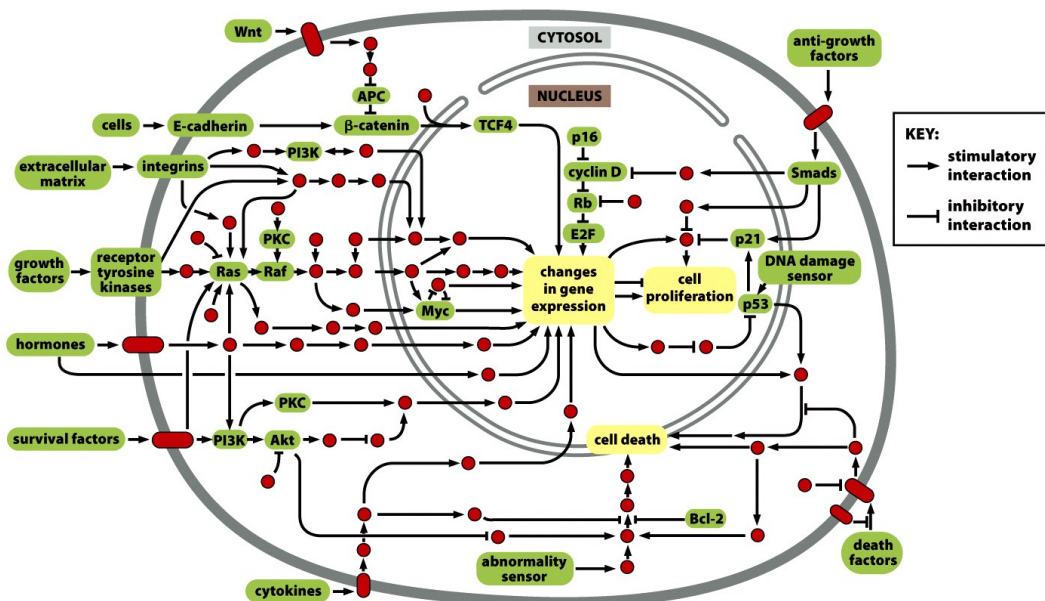 Wnt
CYTOSOL
anti-growth
factors
NUCLEUS
APC
cells
E-cadherin
β-catenin
TCF4
p16
KEY:
stimulatory
interaction
inhibitory
interaction
extracellular
matrix
integrins
PI3K
cyclin D
Smads
Rb
PKC
E2F
p21
growth
factors
receptor
tyrosine
kinases
Ras
Raf
changes
in gene
expression
cell
proliferation
DNA damage
sensor
p53
Myc
hormones
PKC
survival factors
PI3K
Akt
cell death
Bcl-2
abnormality
sensor
death
factors
cytokines